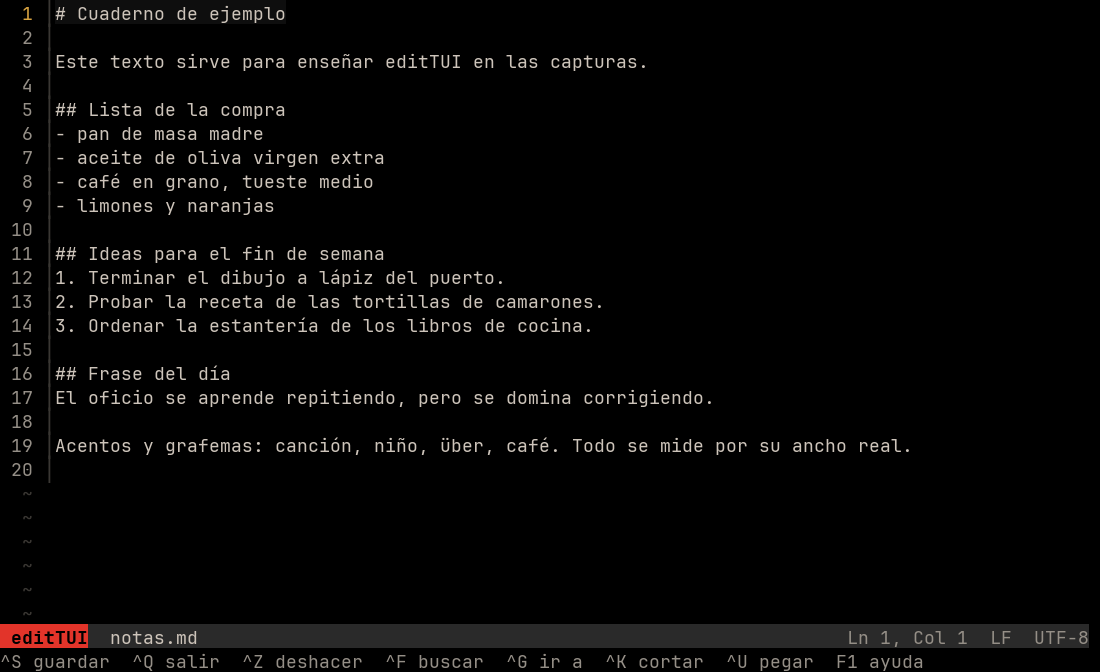 1 # Cuaderno de ejemplo
2
3 Este texto sirve para enseñar editTUI en las capturas.
4
5 ## Lista de la compra
6 - pan de masa madre
7 - aceite de oliva virgen extra
8 - café en grano, tueste medio
9 - limones y naranjas
10
11 ## Ideas para el fin de semana
12 1. Terminar el dibujo a lápiz del puerto.
13 2. Probar la receta de las tortillas de camarones.
14 3. Ordenar la estantería de los libros de cocina.
15
16 ## Frase del día
17 El oficio se aprende repitiendo, pero se domina corrigiendo.
18
19 Acentos y grafemas: canción, niño, über, café. Todo se mide por su ancho real.
20
~
~
~
~
~
~
editTUI notas.md Ln 1, Col 1 LF UTF-8
^S guardar ^Q salir ^Z deshacer ^F buscar ^G ir a ^K cortar ^U pegar F1 ayuda